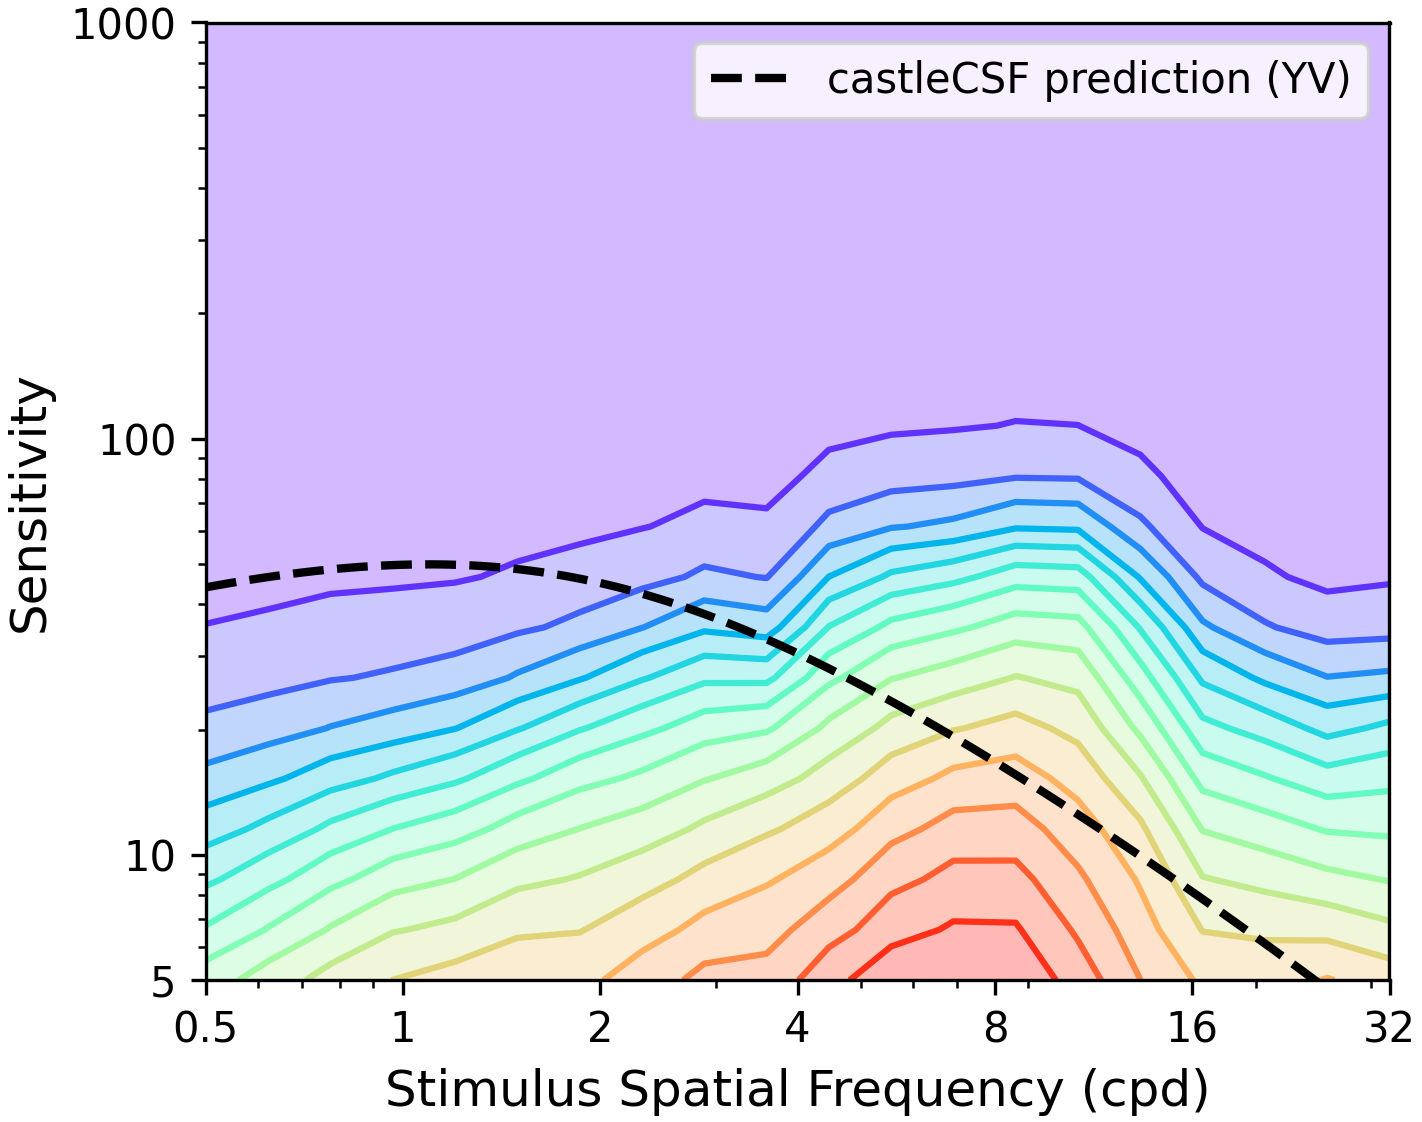 1000
castleCSF prediction (YV)
100
Sensitivity
10
5
0.5 1 2 4 8 16 32
Stimulus Spatial Frequency (cpd)